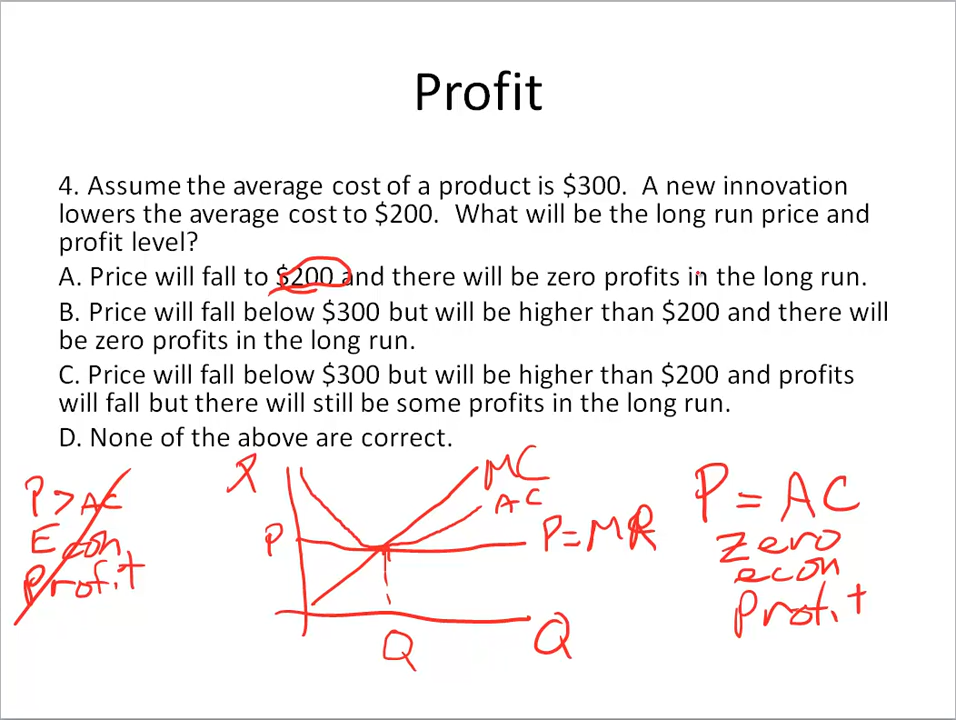 Profit
4. Assume the average cost of a product is $300. A new innovation
lowers the average cost to $200. What will be the long run price and
profit level?
A. Price will fall to $200 and there will be zero profits in the long run.
B. Price will fall below $300 but will be higher than $200 and there will
be zero profits in the long run.
C. Price will fall below $300 but will be higher than $200 and profits
will fall but there will still be some profits in the long run.
D. None of the above are correct.
P > AC
Econ,
Profit
P
MC
AC
P
P=MR
Q
Q
P = AC
Zero
econ
Profit